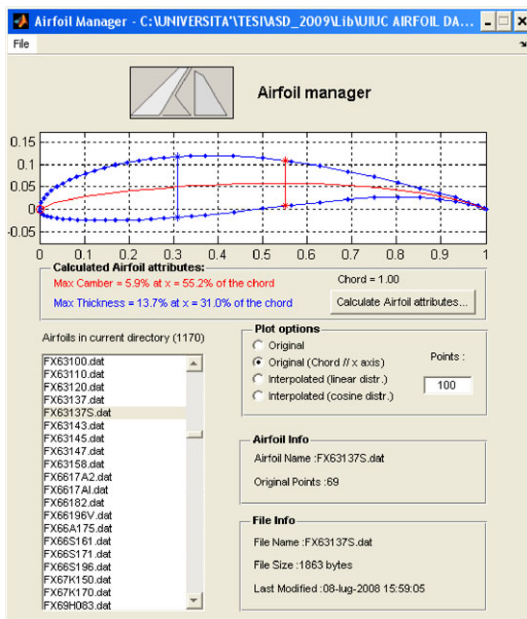 Airfoil Manager - C:\UNIVERSITA'\TESI\ASD_2009\Lib\UIUC AIRFOIL DA...
File
Airfoil manager
0.15
0.1
0.05
0
-0.05
0 0.1 0.2 0.3 0.4 0.5 0.6 0.7 0.8 0.9 1
Calculated Airfoil attributes:
Max Camber = 5.9% at x = 55.2% of the chord
Chord = 1.00
Max Thickness = 13.7% at x = 31.0% of the chord
Calculate Airfoil attributes...
Airfoils in current directory (1170)
FX63100.dat
FX63110.dat
FX63120.dat
FX63137.dat
FX63137S.dat
FX63143.dat
FX63145.dat
FX63147.dat
FX63158.dat
FX6617A2.dat
FX6617AI.dat
FX66182.dat
FX66196V.dat
FX66A175.dat
FX66S161.dat
FX66S171.dat
FX66S196.dat
FX67K150.dat
FX67K170.dat
FX69H083.dat
Plot options
Original
Original (Chord // x axis)
Interpolated (linear distr.)
Interpolated (cosine distr.)
Points :
100
Airfoil Info
Airfoil Name :FX63137S.dat
Original Points :69
File Info
File Name :FX63137S.dat
File Size :1863 bytes
Last Modified :08-lug-2008 15:59:05